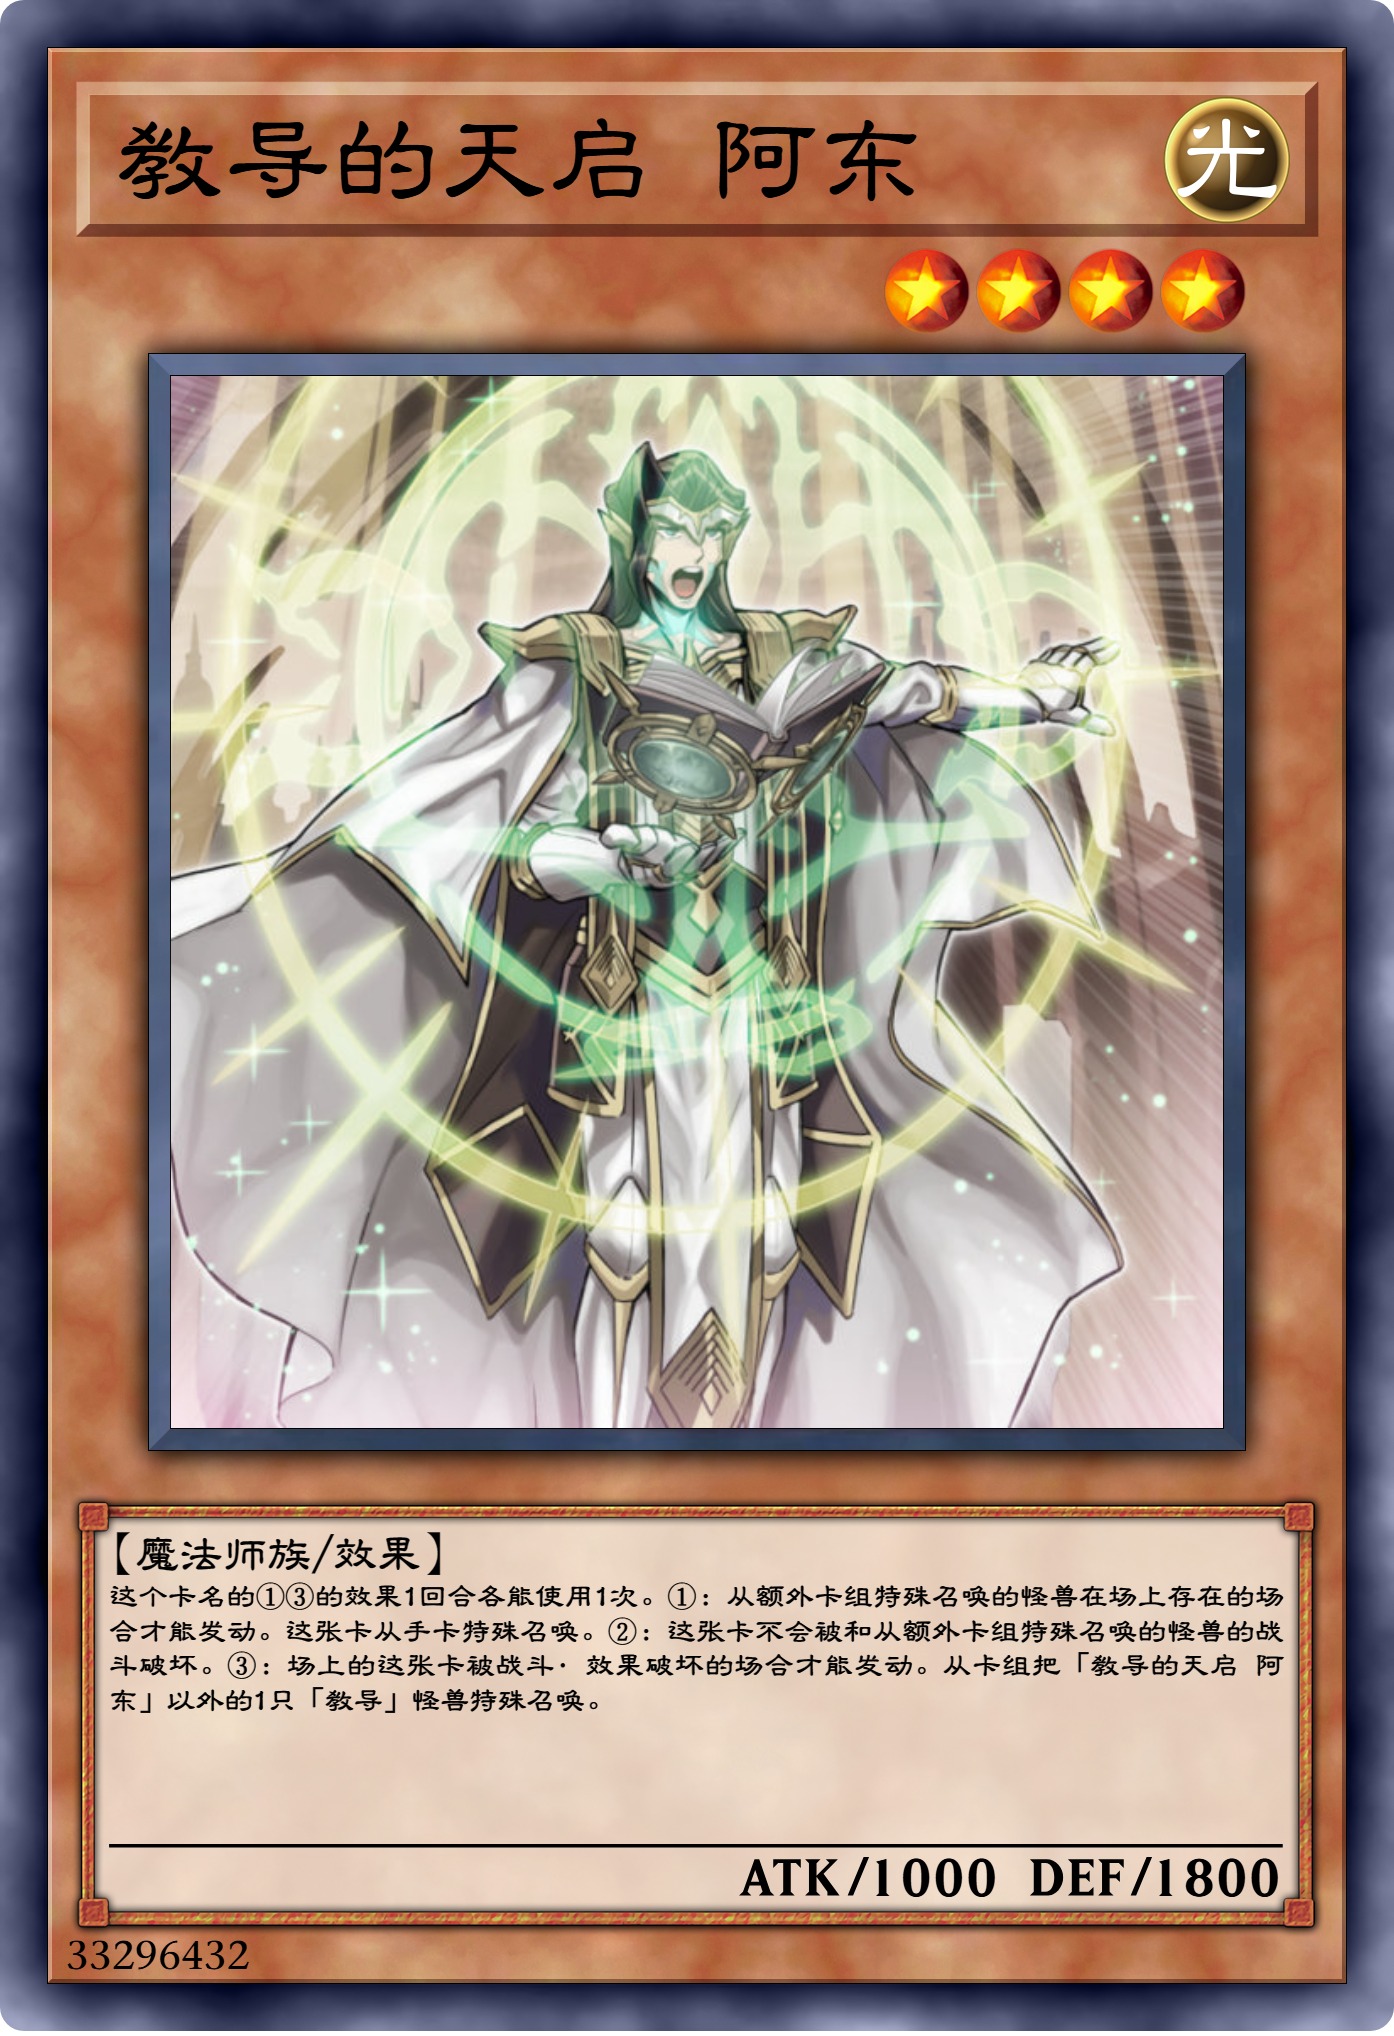 教导的天启 阿东
光
【魔法师族/效果】
这个卡名的①③的效果1回合各能使用1次。①：从额外卡组特殊召唤的怪兽在场上存在的场
合才能发动。这张卡从手卡特殊召唤。②：这张卡不会被和从额外卡组特殊召唤的怪兽的战
斗破坏。③：场上的这张卡被战斗·效果破坏的场合才能发动。从卡组把「教导的天启 阿
东」以外的1只「教导」怪兽特殊召唤。
ATK/1000 DEF/1800
33296432